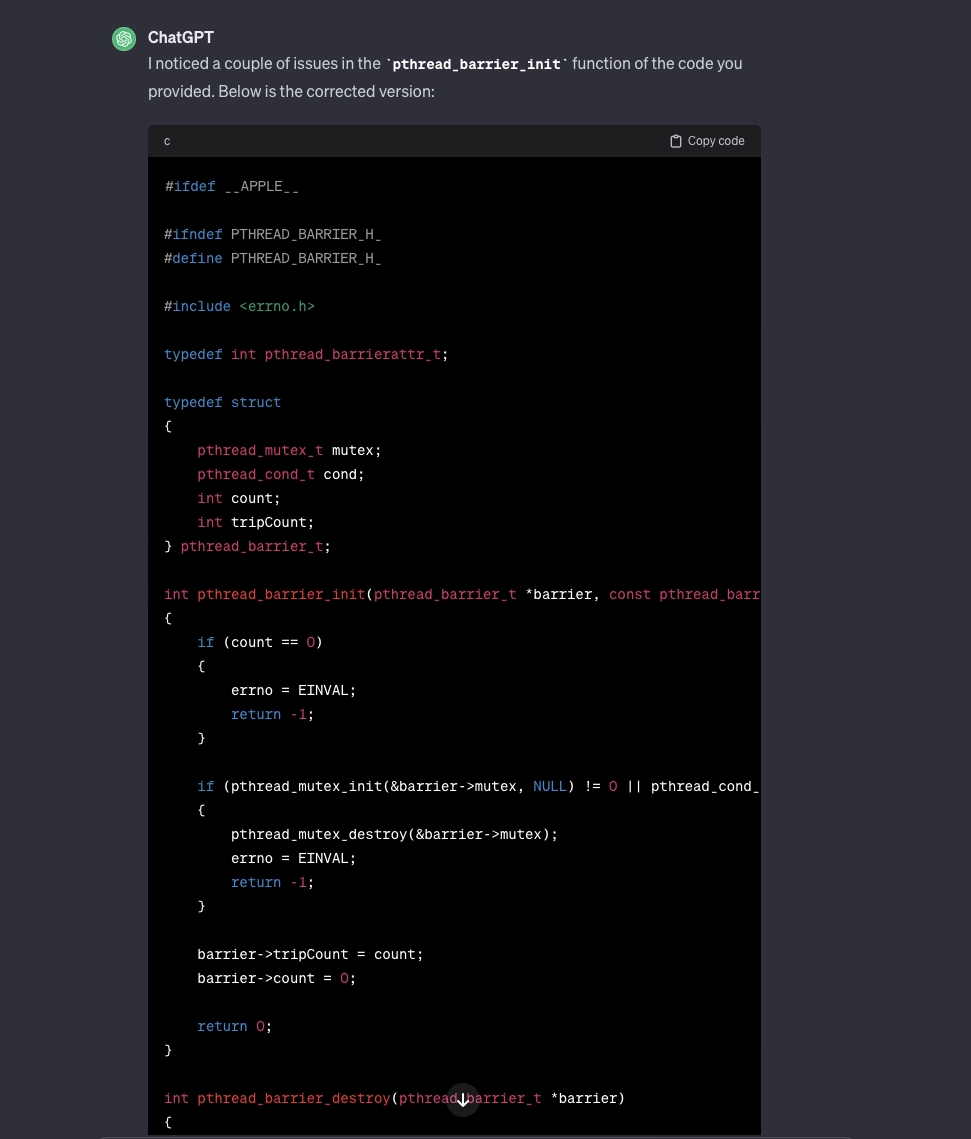 ChatGPT
I noticed a couple of issues in the `pthread_barrier_init` function of the code you
provided. Below is the corrected version:
c
Copy code
#ifdef __APPLE__
#ifndef PTHREAD_BARRIER_H_
#define PTHREAD_BARRIER_H_
#include <errno.h>
typedef int pthread_barrierattr_t;
typedef struct
{
    pthread_mutex_t mutex;
    pthread_cond_t cond;
    int count;
    int tripCount;
} pthread_barrier_t;
int pthread_barrier_init(pthread_barrier_t *barrier, const pthread_barr
{
    if (count == 0)
    {
        errno = EINVAL;
        return -1;
    }
    if (pthread_mutex_init(&barrier->mutex, NULL) != 0 || pthread_cond_
    {
        pthread_mutex_destroy(&barrier->mutex);
        errno = EINVAL;
        return -1;
    }
    barrier->tripCount = count;
    barrier->count = 0;
    return 0;
}
int pthread_barrier_destroy(pthread_barrier_t *barrier)
{